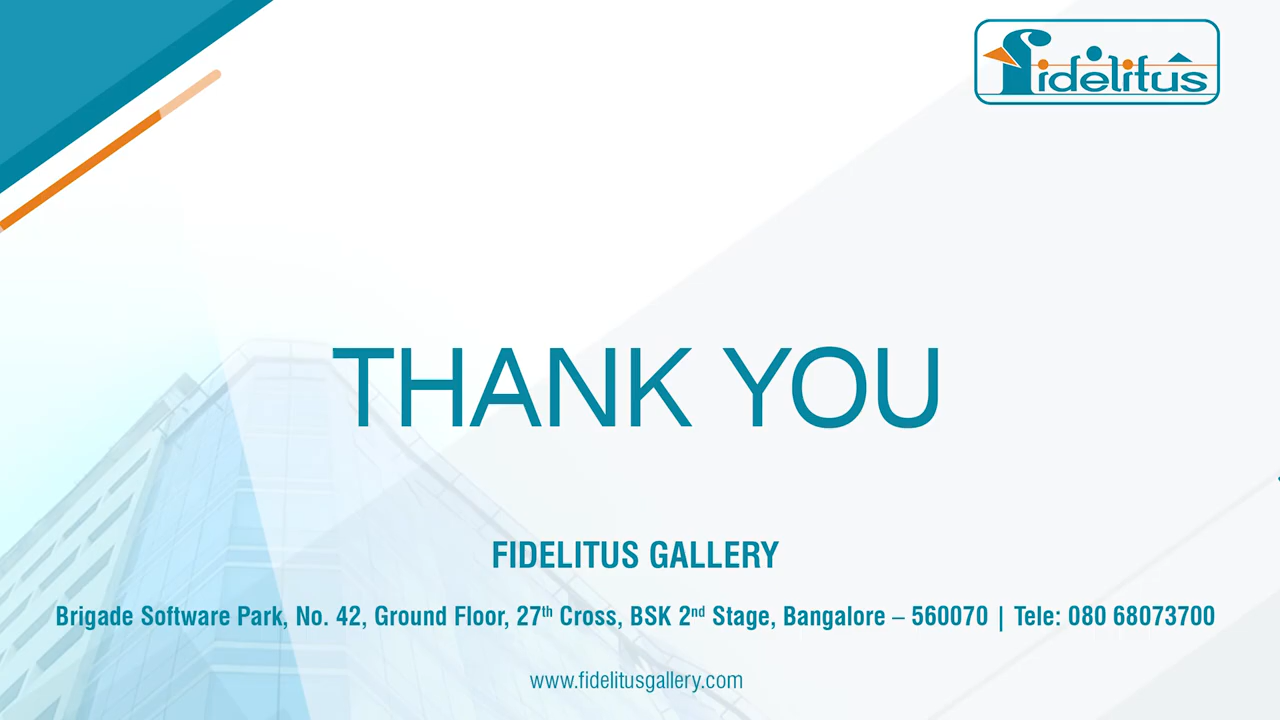 fidelitus
THANK YOU
FIDELITUS GALLERY
Brigade Software Park, No. 42, Ground Floor, 27th Cross, BSK 2nd Stage, Bangalore – 560070 | Tele: 080 68073700
www.fidelitusgallery.com